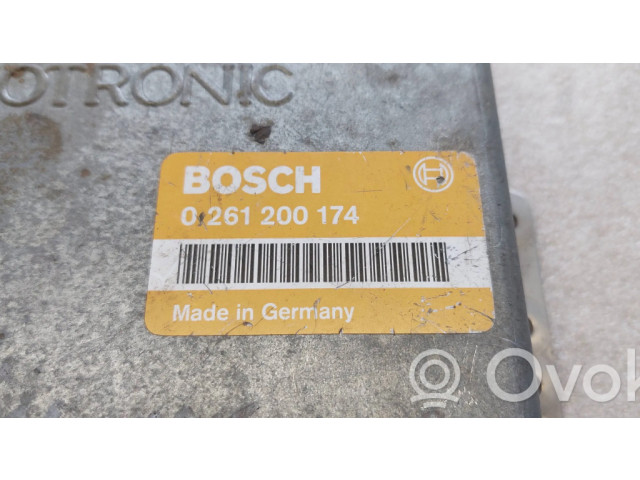 OTRONIC
BOSCH
0 261 200 174
Made in Germany
Ovok